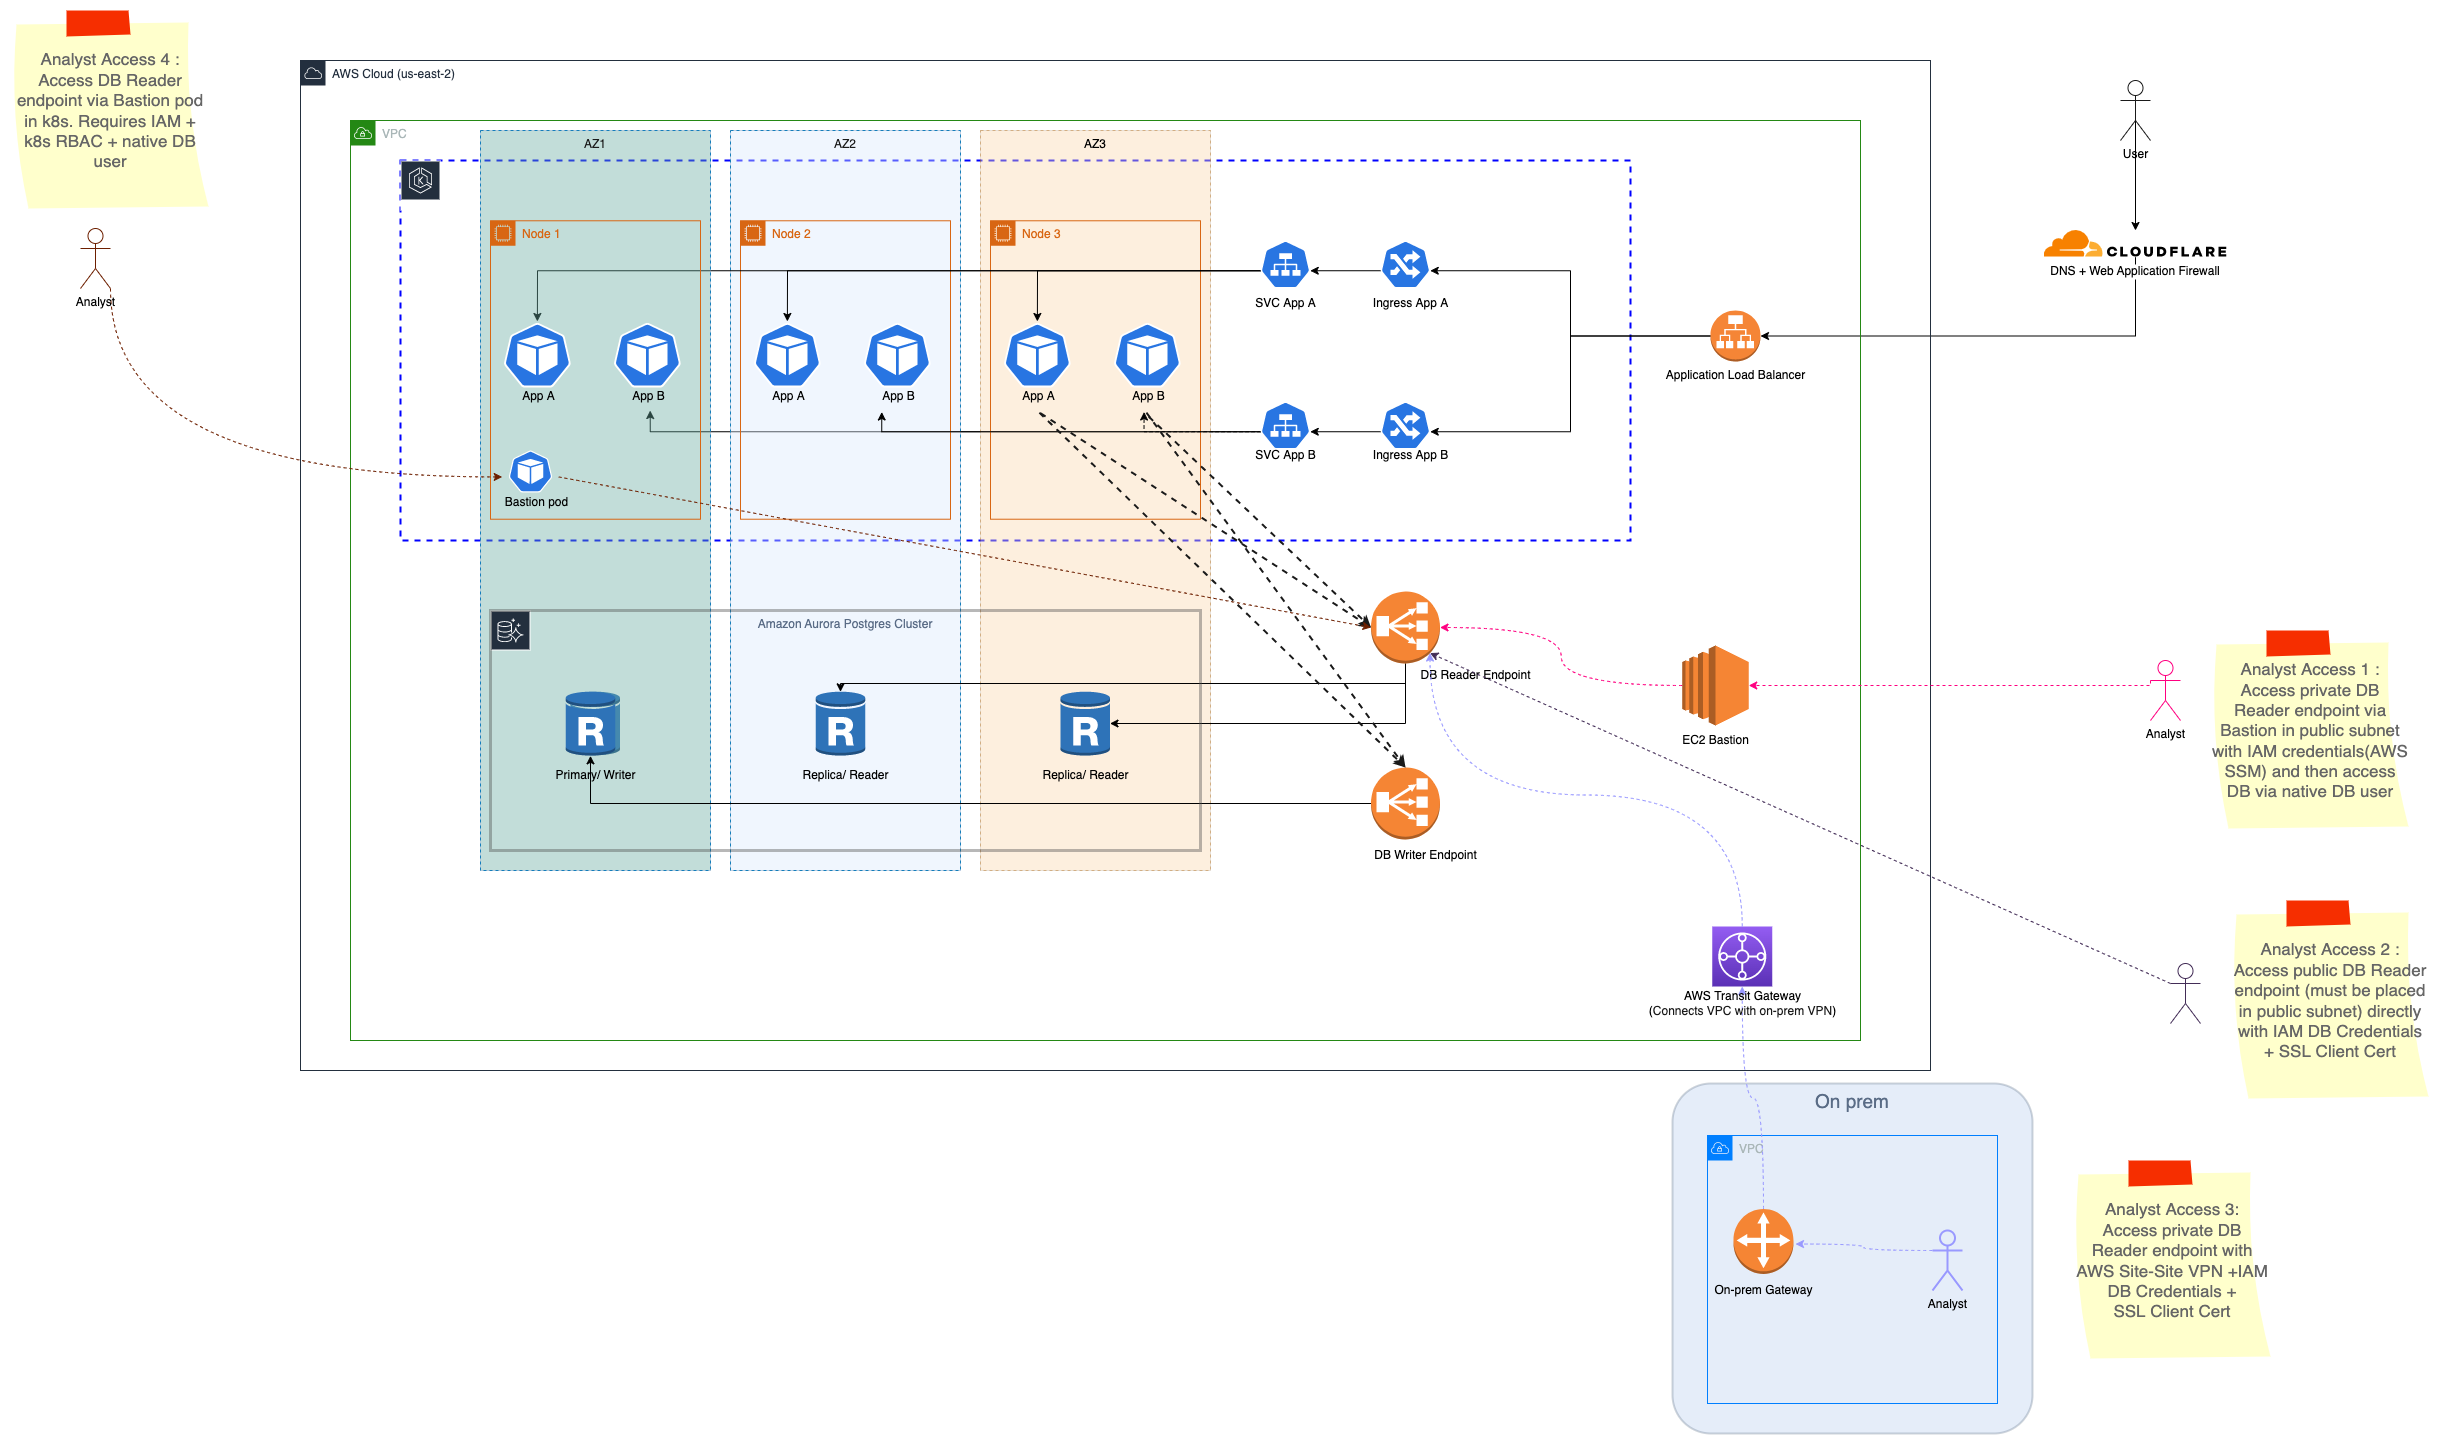 Analyst Access 4 :
Access DB Reader
endpoint via Bastion pod
in k8s. Requires IAM +
k8s RBAC + native DB
user
Analyst
AWS Cloud (us-east-2)
VPC
AZ1
AZ2
AZ3
Node 1
Node 2
Node 3
SVC App A
Ingress App A
App A
App B
App A
App B
App A
App B
SVC App B
Ingress App B
Bastion pod
Application Load Balancer
User
CLOUDFLARE
DNS + Web Application Firewall
Amazon Aurora Postgres Cluster
R
Primary/ Writer
R
Replica/ Reader
R
Replica/ Reader
DB Reader Endpoint
DB Writer Endpoint
EC2 Bastion
Analyst
Analyst Access 1 :
Access private DB
Reader endpoint via
Bastion in public subnet
with IAM credentials(AWS
SSM) and then access
DB via native DB user
Analyst Access 2 :
Access public DB Reader
endpoint (must be placed
in public subnet) directly
with IAM DB Credentials
+ SSL Client Cert
AWS Transit Gateway
(Connects VPC with on-prem VPN)
On prem
VPC
On-prem Gateway
Analyst
Analyst Access 3:
Access private DB
Reader endpoint with
AWS Site-Site VPN +IAM
DB Credentials +
SSL Client Cert